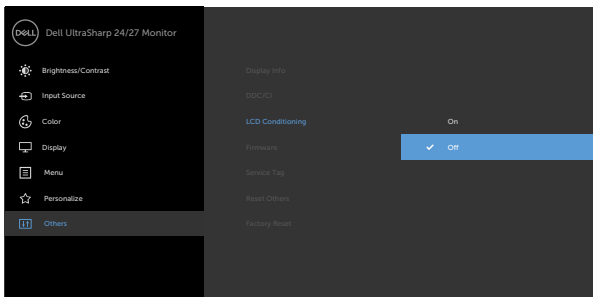 DELL
Dell UltraSharp 24/27 Monitor
Brightness/Contrast
Input Source
Color
Display
Menu
Personalize
Others
Display Info
DDC/CI
LCD Conditioning
Firmware
Service Tag
Reset Others
Factory Reset
On
Off